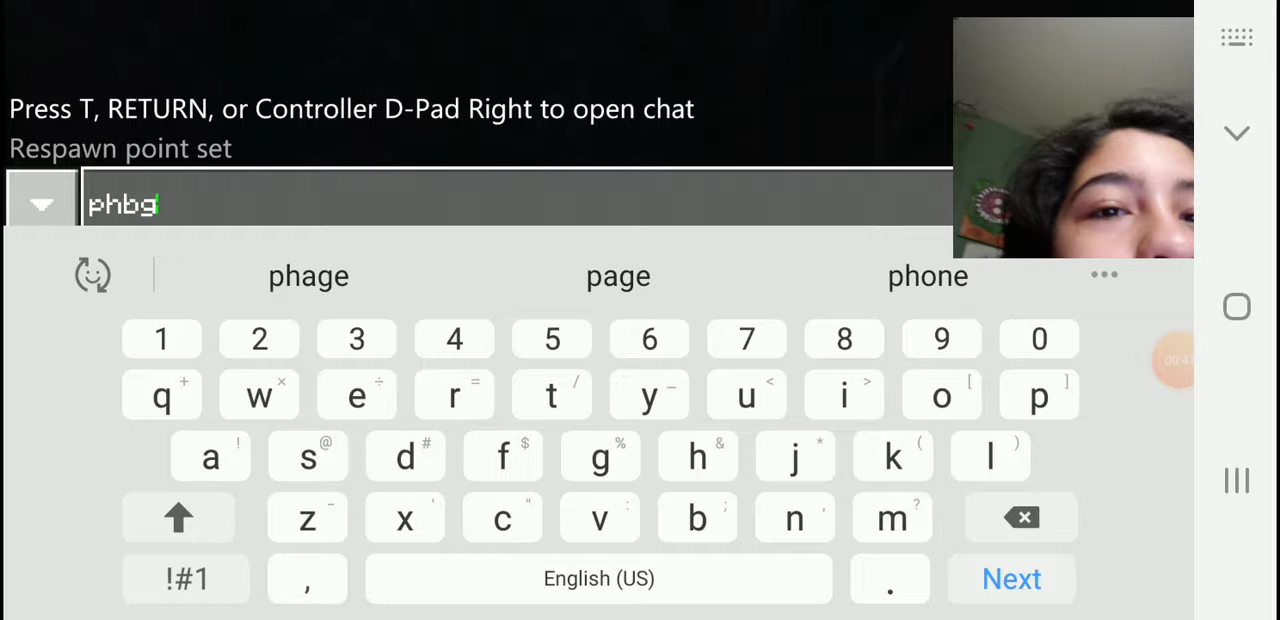 Press T, RETURN, or Controller D-Pad Right to open chat
Respawn point set
phbg
phage page phone
1 2 3 4 5 6 7 8 9 0
q + w × e ÷ r = t / y _ u < i > o [ p ]
a ! s @ d # f $ g % h & j * k ( l )
z - x ' c " v : b ; n , m ?
!#1 , English (US) . Next